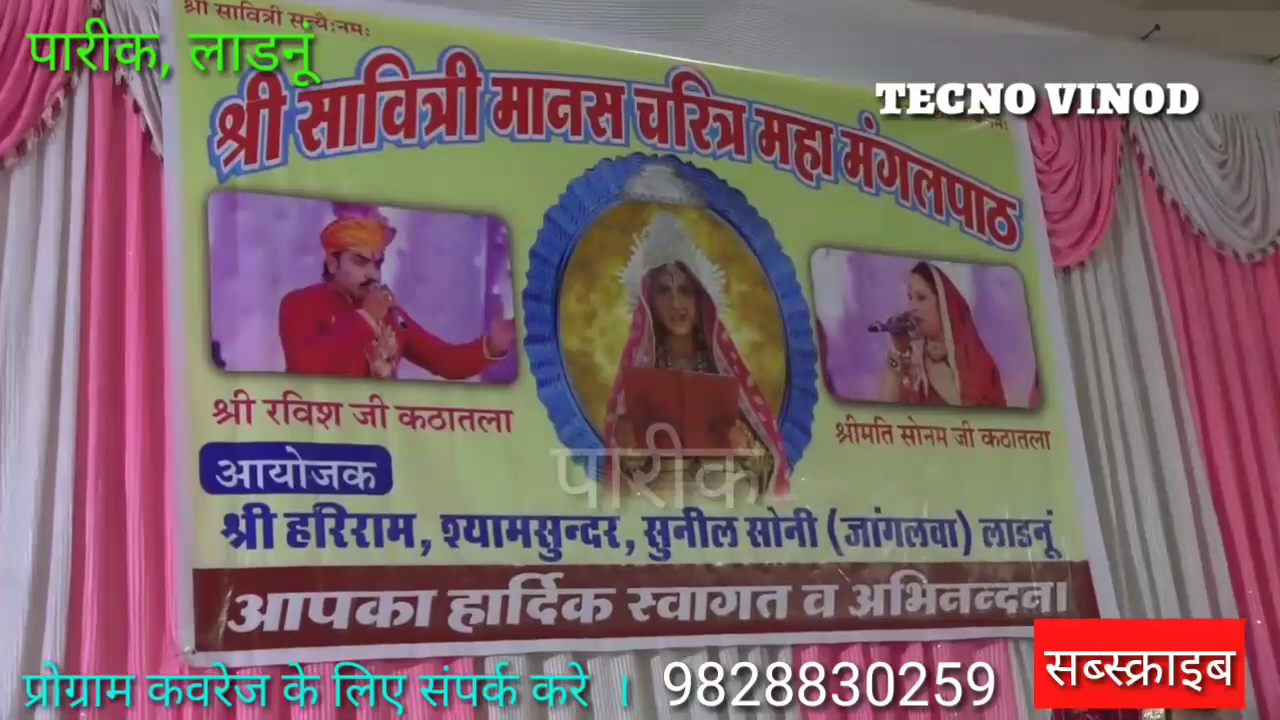 श्री सावित्री सत्यै:नम:
पारीक, लाडनूं
TECNO VINOD
श्री सावित्री मानस चरित्र महा मंगलपाठ
श्री रविश जी कठातला
श्रीमति सोनम जी कठातला
पारीक
आयोजक
श्री हरिराम, श्यामसुन्दर, सुनील सोनी (जांगलवा) लाडनूं
आपका हार्दिक स्वागत व अभिनन्दन।
प्रोग्राम कवरेज के लिए संपर्क करे । 9828830259
सब्स्क्राइब